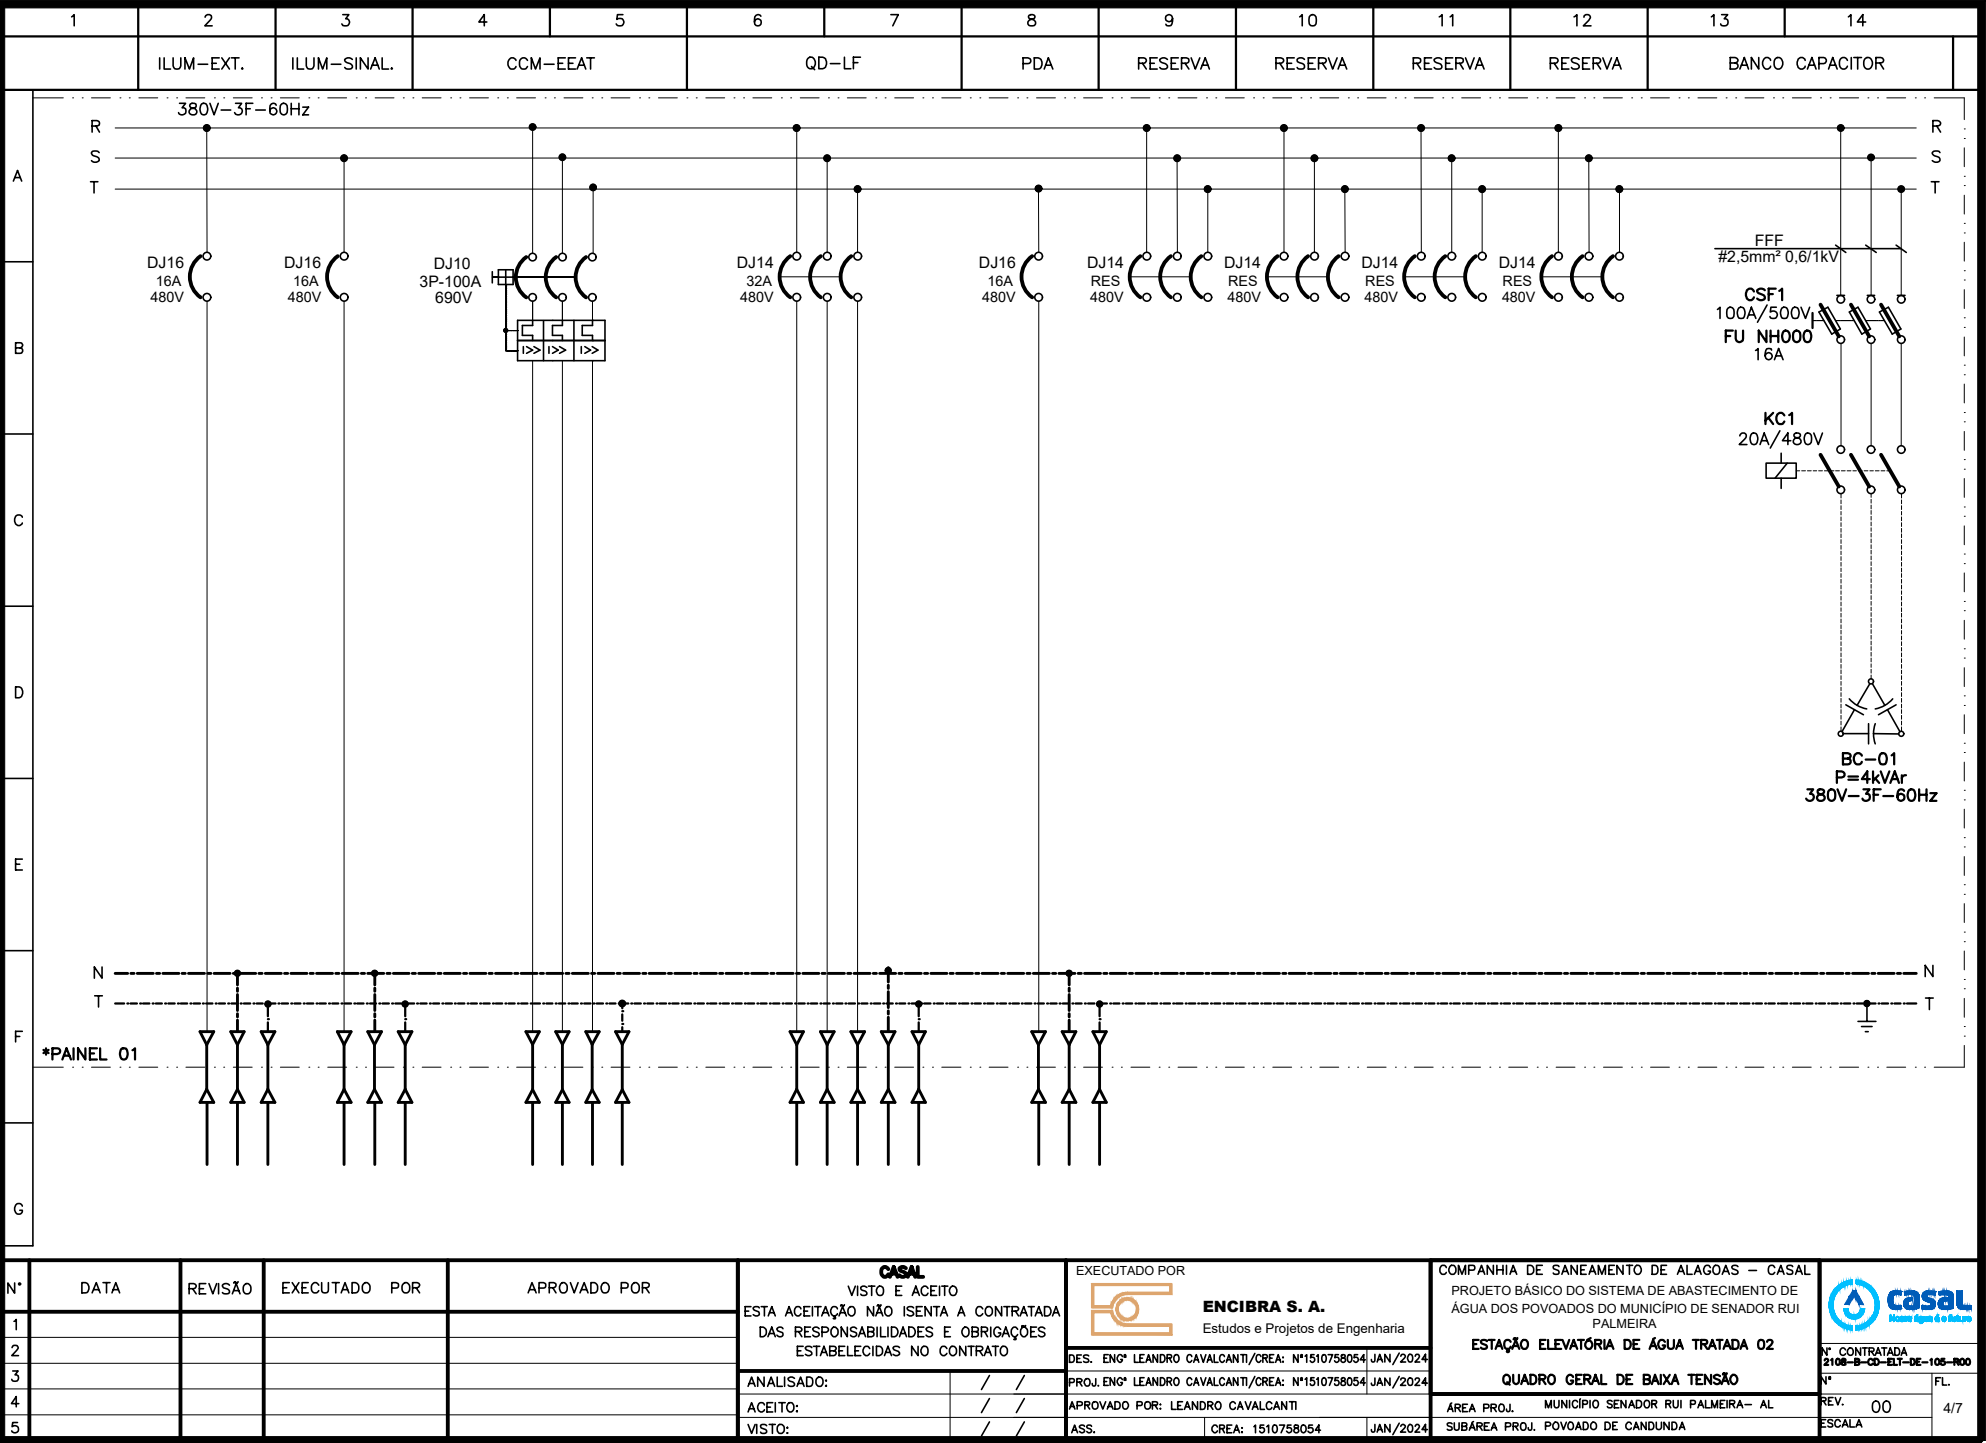 1 2 3 4 5 6 7 8 9 10 11 12 13 14
ILUM-EXT. ILUM-SINAL. CCM-EEAT QD-LF PDA RESERVA RESERVA RESERVA RESERVA BANCO CAPACITOR
380V-3F-60Hz
R R
S S
A
T T
FFF
#2,5mm² 0,6/1kV
DJ16 DJ16 DJ10 DJ14 DJ16 DJ14 DJ14 DJ14 DJ14
16A 16A 3P-100A 32A 16A RES RES RES RES
480V 480V 690V 480V 480V 480V 480V 480V 480V
CSF1
100A/500V
FU NH000
16A
B
I>> I>> I>>
KC1
20A/480V
C
D
BC-01
P=4kVAr
380V-3F-60Hz
E
N N
T T
F
*PAINEL 01
G
N° DATA REVISÃO EXECUTADO POR APROVADO POR
1
2
3
4
5
CASAL
VISTO E ACEITO
ESTA ACEITAÇÃO NÃO ISENTA A CONTRATADA
DAS RESPONSABILIDADES E OBRIGAÇÕES
ESTABELECIDAS NO CONTRATO
ANALISADO: / /
ACEITO: / /
VISTO: / /
EXECUTADO POR
ENCIBRA S. A.
Estudos e Projetos de Engenharia
DES. ENG° LEANDRO CAVALCANTI/CREA: N°1510758054 JAN/2024
PROJ. ENG° LEANDRO CAVALCANTI/CREA: N°1510758054 JAN/2024
APROVADO POR: LEANDRO CAVALCANTI
ASS. CREA: 1510758054 JAN/2024
COMPANHIA DE SANEAMENTO DE ALAGOAS - CASAL
PROJETO BÁSICO DO SISTEMA DE ABASTECIMENTO DE
ÁGUA DOS POVOADOS DO MUNICÍPIO DE SENADOR RUI
PALMEIRA
ESTAÇÃO ELEVATÓRIA DE ÁGUA TRATADA 02
QUADRO GERAL DE BAIXA TENSÃO
ÁREA PROJ. MUNICÍPIO SENADOR RUI PALMEIRA- AL
SUBÁREA PROJ. POVOADO DE CANDUNDA
casal
Nossa água é o futuro
N° CONTRATADA
2108-B-CD-ELT-DE-105-R00
N° FL.
REV. 00 4/7
ESCALA